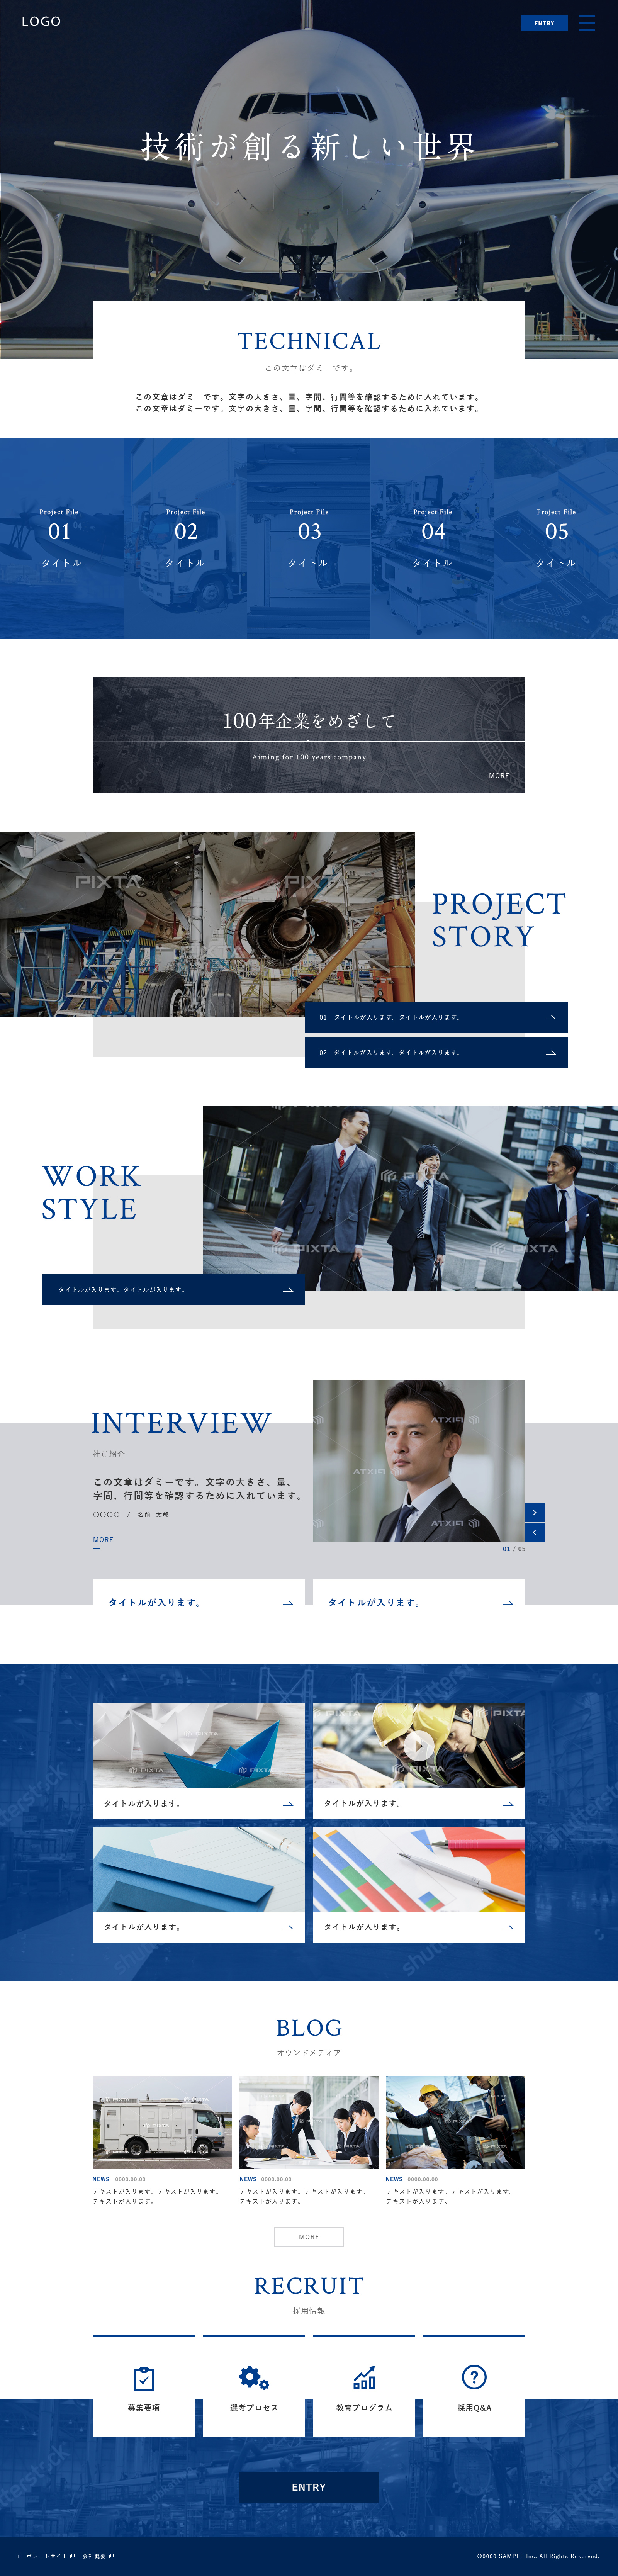 LOGO
ENTRY
技術が創る新しい世界
TECHNICAL
この文章はダミーです。
この文章はダミーです。文字の大きさ、量、字間、行間等を確認するために入れています。
この文章はダミーです。文字の大きさ、量、字間、行間等を確認するために入れています。
Project File
01
タイトル
Project File
02
タイトル
Project File
03
タイトル
Project File
04
タイトル
Project File
05
タイトル
100年企業をめざして
Aiming for 100 years company
MORE
PIXTA
PIXTA
PROJECT
STORY
01 タイトルが入ります。タイトルが入ります。
02 タイトルが入ります。タイトルが入ります。
WORK
STYLE
PIXTA
PIXTA
PIXTA
タイトルが入ります。タイトルが入ります。
INTERVIEW
社員紹介
この文章はダミーです。文字の大きさ、量、
字間、行間等を確認するために入れています。
〇〇〇〇 / 名前 太郎
MORE
01 / 05
タイトルが入ります。
タイトルが入ります。
PIXTA
PIXTA
PIXTA
タイトルが入ります。
タイトルが入ります。
タイトルが入ります。
タイトルが入ります。
shutterstock
shutterstock
BLOG
オウンドメディア
NEWS 0000.00.00
テキストが入ります。テキストが入ります。
テキストが入ります。
NEWS 0000.00.00
テキストが入ります。テキストが入ります。
テキストが入ります。
NEWS 0000.00.00
テキストが入ります。テキストが入ります。
テキストが入ります。
MORE
RECRUIT
採用情報
募集要項
選考プロセス
教育プログラム
採用Q&A
ENTRY
コーポレートサイト 会社概要
©0000 SAMPLE Inc. All Rights Reserved.